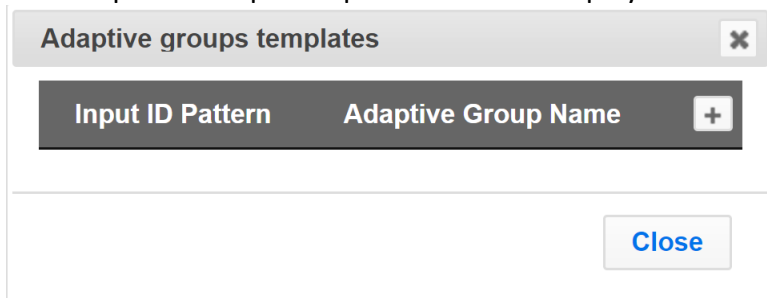 Adaptive groups templates
Input ID Pattern Adaptive Group Name +
Close